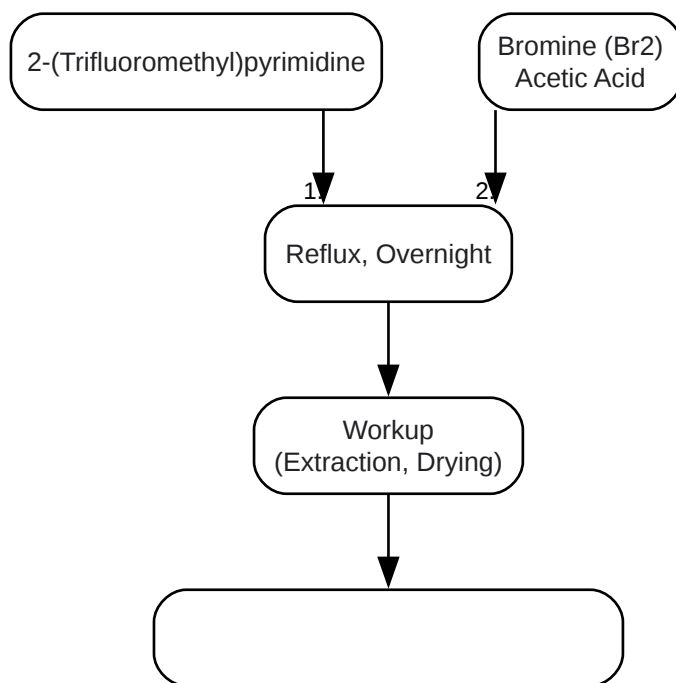 2-(Trifluoromethyl)pyrimidine
Bromine (Br2)
Acetic Acid
1.
2.
Reflux, Overnight
Workup
(Extraction, Drying)